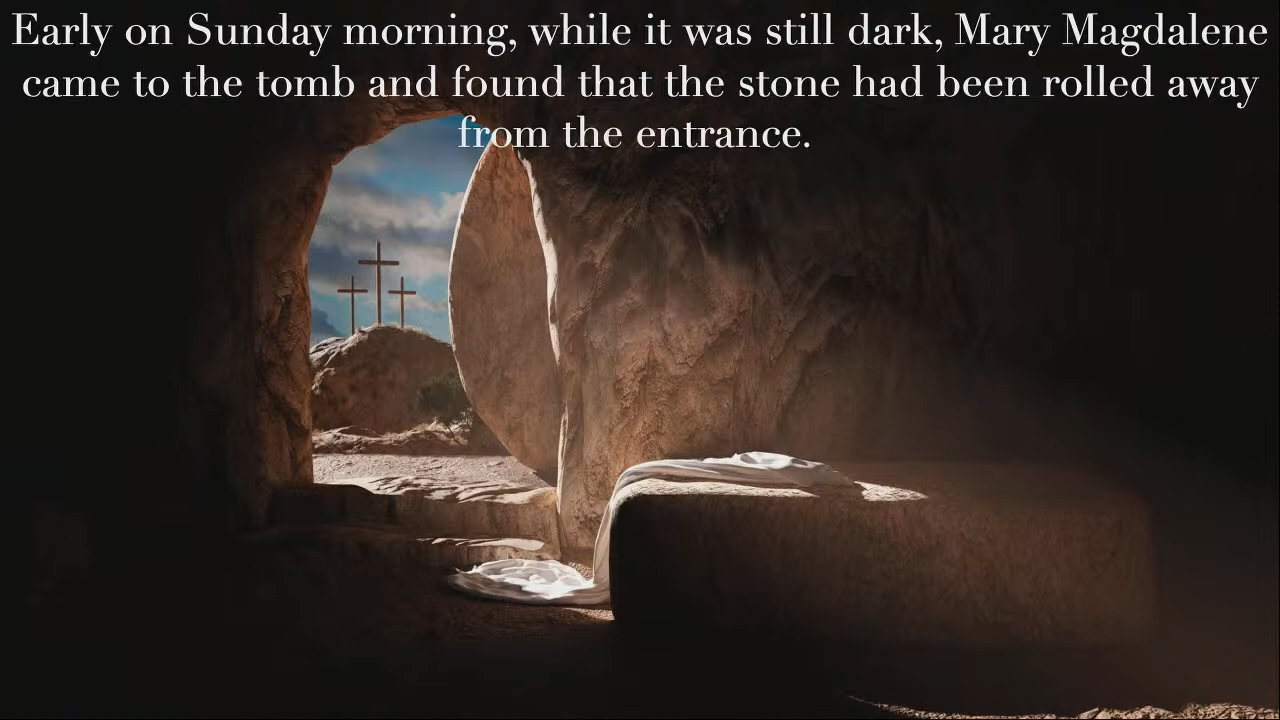 Early on Sunday morning, while it was still dark, Mary Magdalene
came to the tomb and found that the stone had been rolled away
from the entrance.